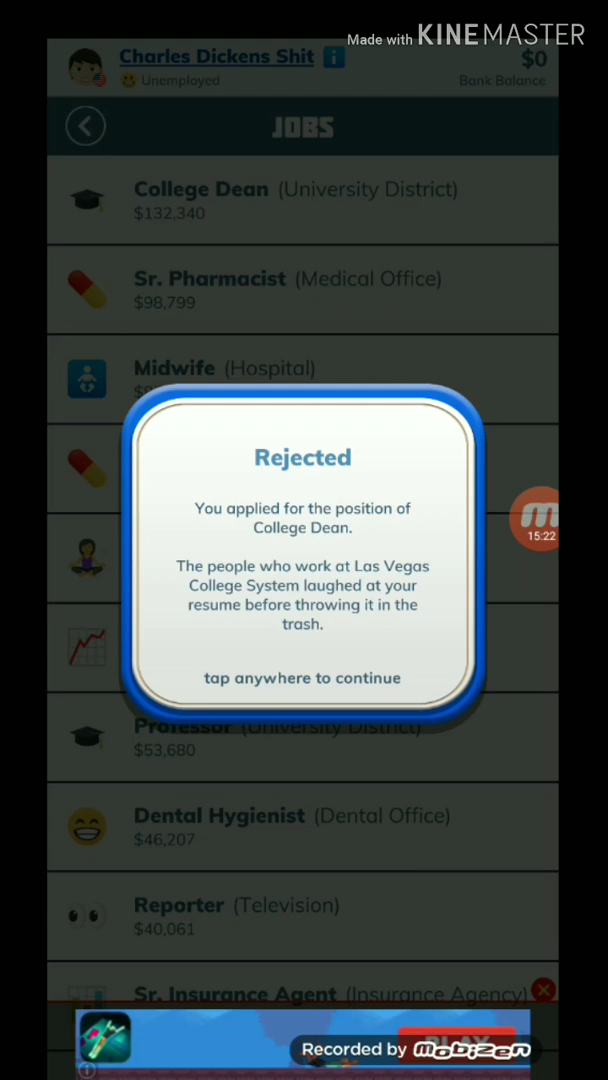 Made with KINEMASTER
Charles Dickens Shit i $0
Unemployed Bank Balance
JOBS
College Dean (University District)
$132,340
Sr. Pharmacist (Medical Office)
$98,799
Midwife (Hospital)
Rejected
You applied for the position of
College Dean.
The people who work at Las Vegas
College System laughed at your
resume before throwing it in the
trash.
tap anywhere to continue
15:22
Professor (University District)
$53,680
Dental Hygienist (Dental Office)
$46,207
Reporter (Television)
$40,061
Sr. Insurance Agent (Insurance Agency)
Recorded by mobizen